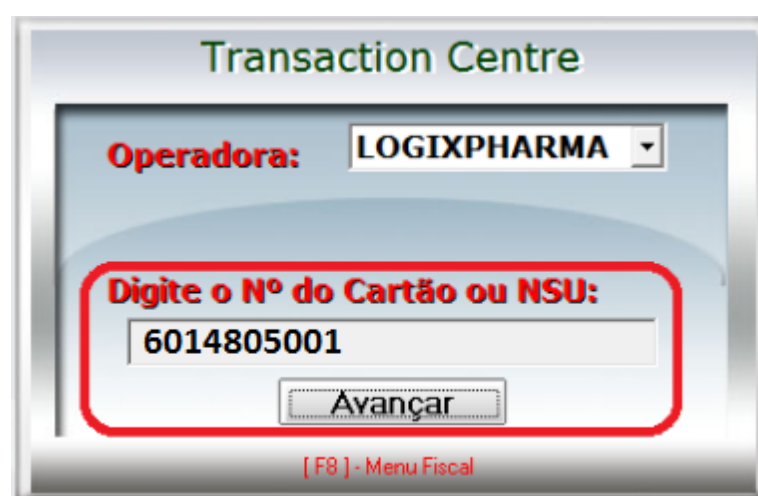 Transaction Centre
Operadora: LOGIXPHARMA
Digite o Nº do Cartão ou NSU:
6014805001
Avançar
[ F8 ] - Menu Fiscal